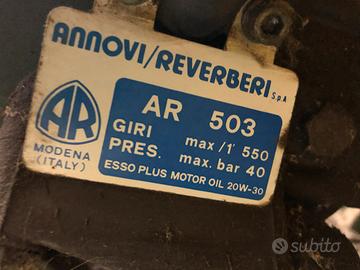 ANNOVI/REVERBERI S.p.A
AR
MODENA
(ITALY)
AR 503
GIRI max /1' 550
PRES. max. bar 40
ESSO PLUS MOTOR OIL 20W-30
subito